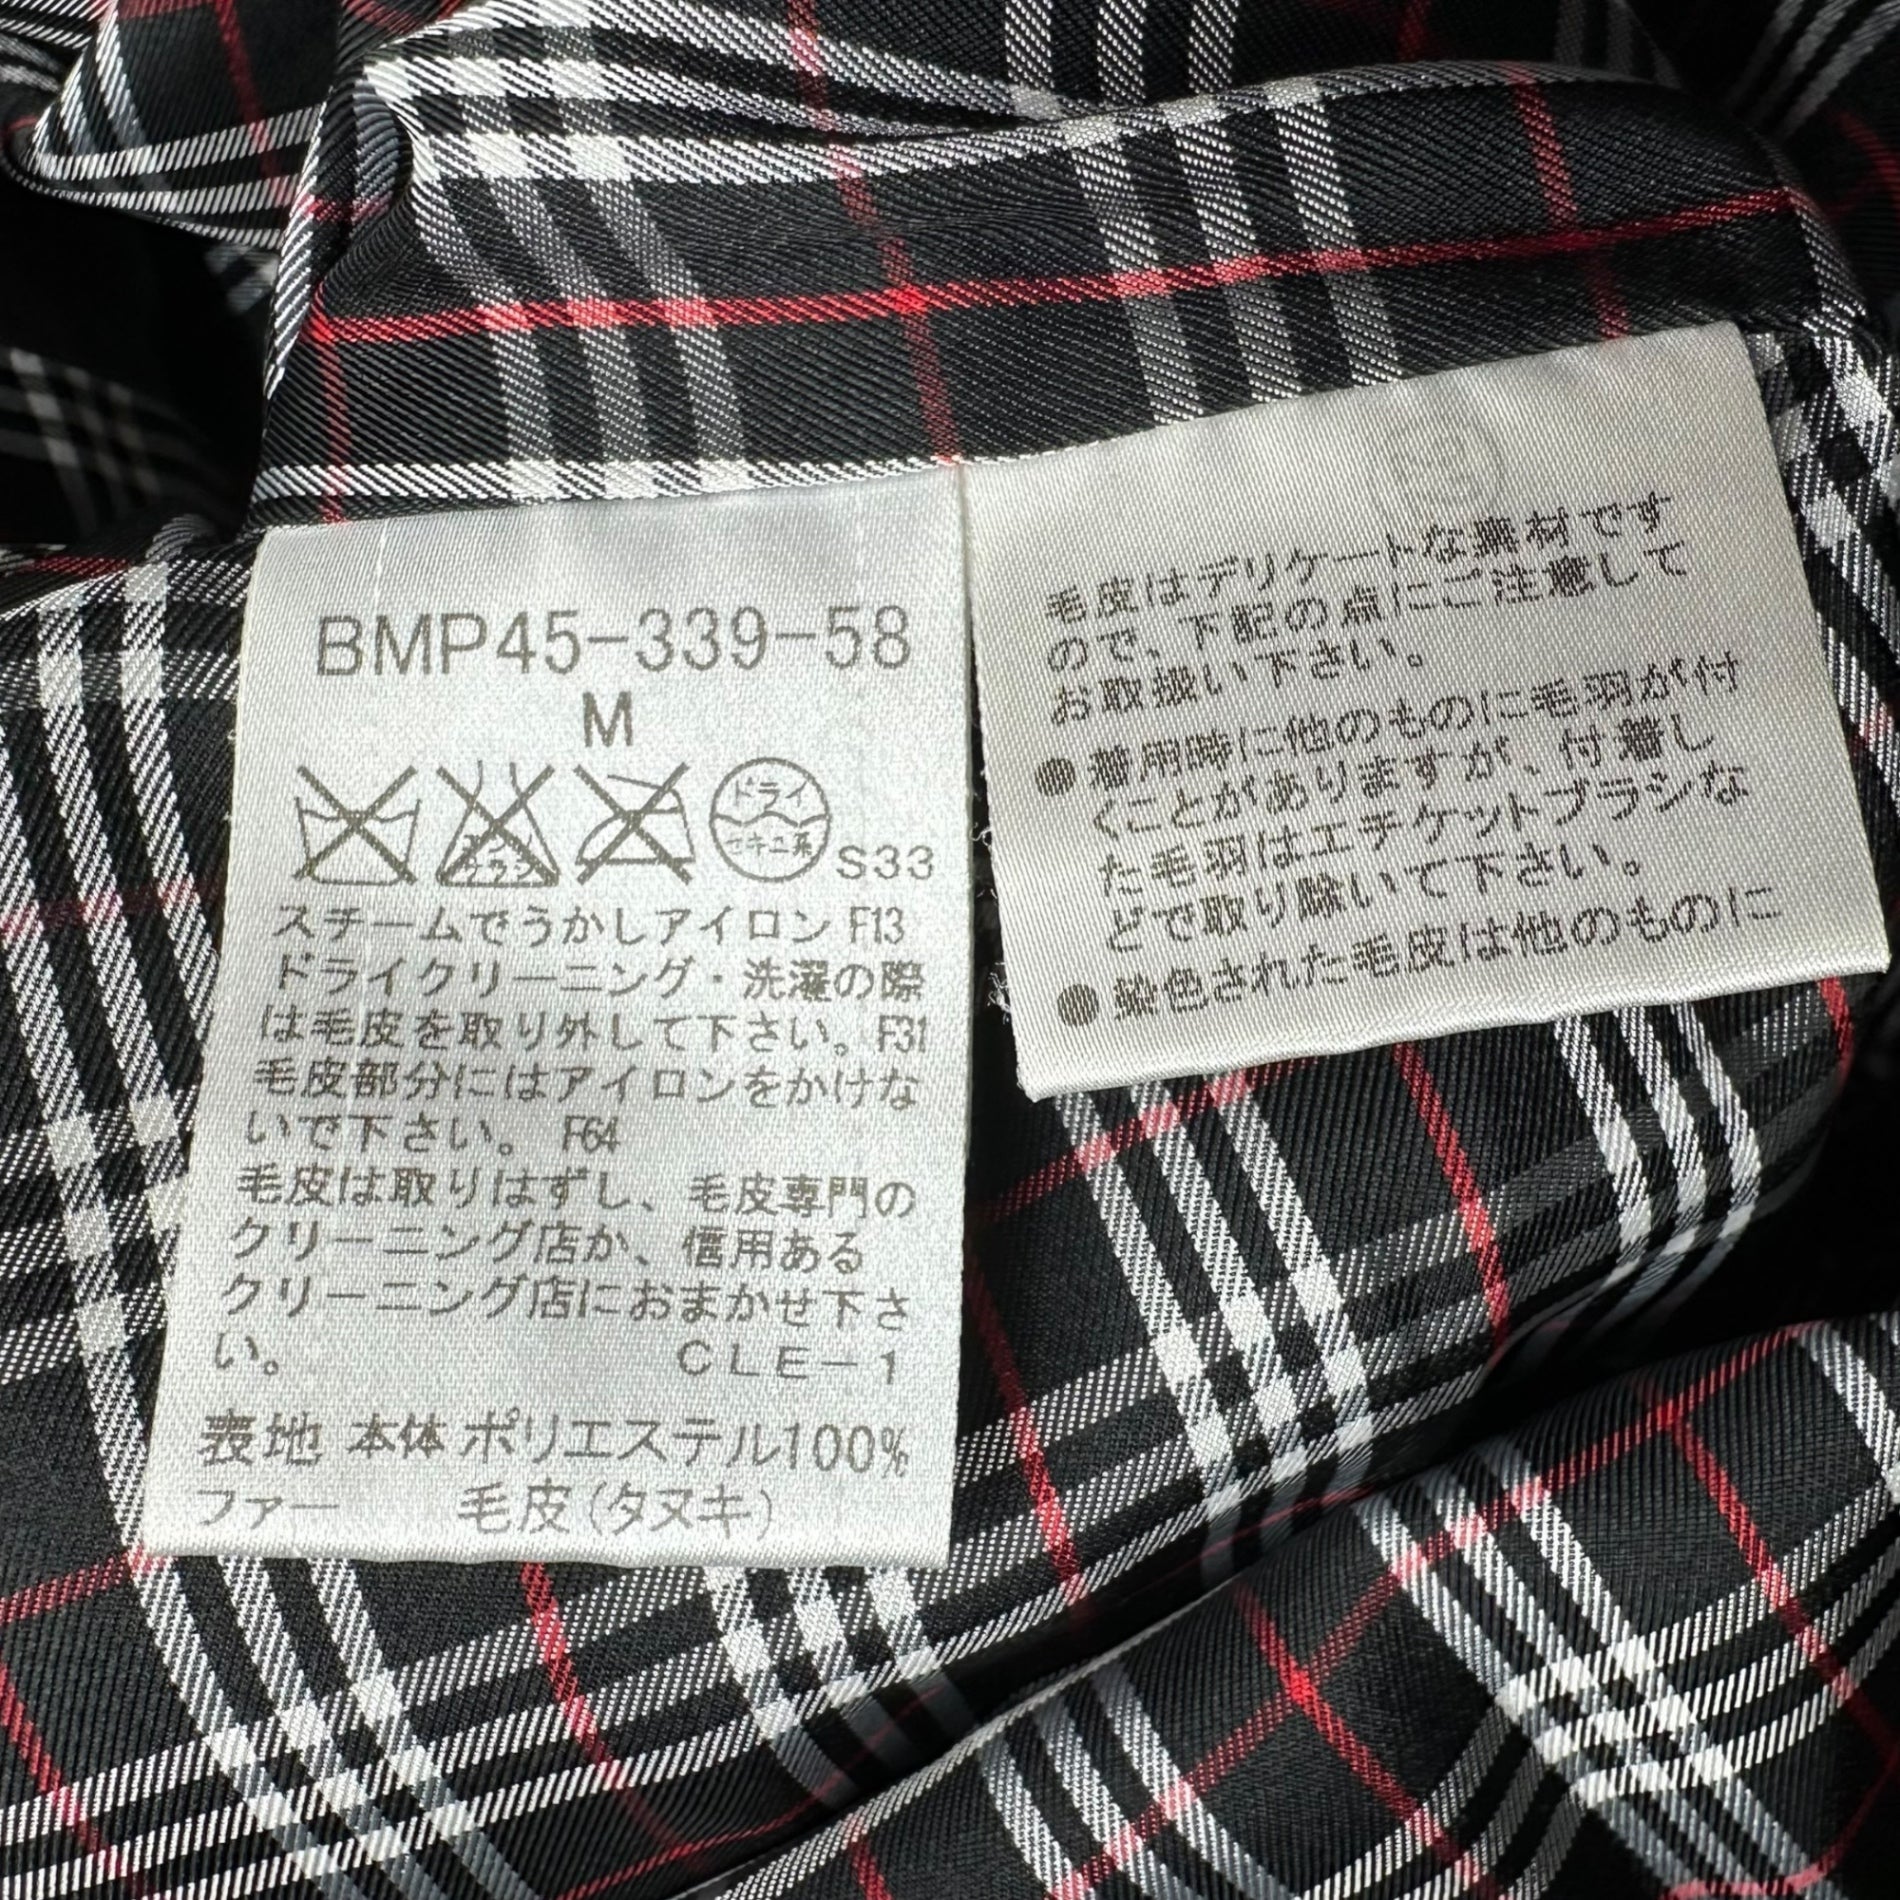 BMP45-339-58
M
エンソ
サラシ
ドライ
セキユ系
S33
スチームでうかしアイロン F13
ドライクリーニング・洗濯の際
は毛皮を取り外して下さい。F31
毛皮部分にはアイロンをかけな
いで下さい。 F64
毛皮は取りはずし、毛皮専門の
クリーニング店か、信用ある
クリーニング店におまかせ下さ
い。 CLE-1
表地 本体 ポリエステル100%
ファー 毛皮(タヌキ)
毛皮はデリケートな素材です
ので、下記の点にご注意して
お取扱い下さい。
●着用時に他のものに毛羽が付
くことがありますが、付着し
た毛羽はエチケットブラシな
どで取り除いて下さい。
●染色された毛皮は他のものに